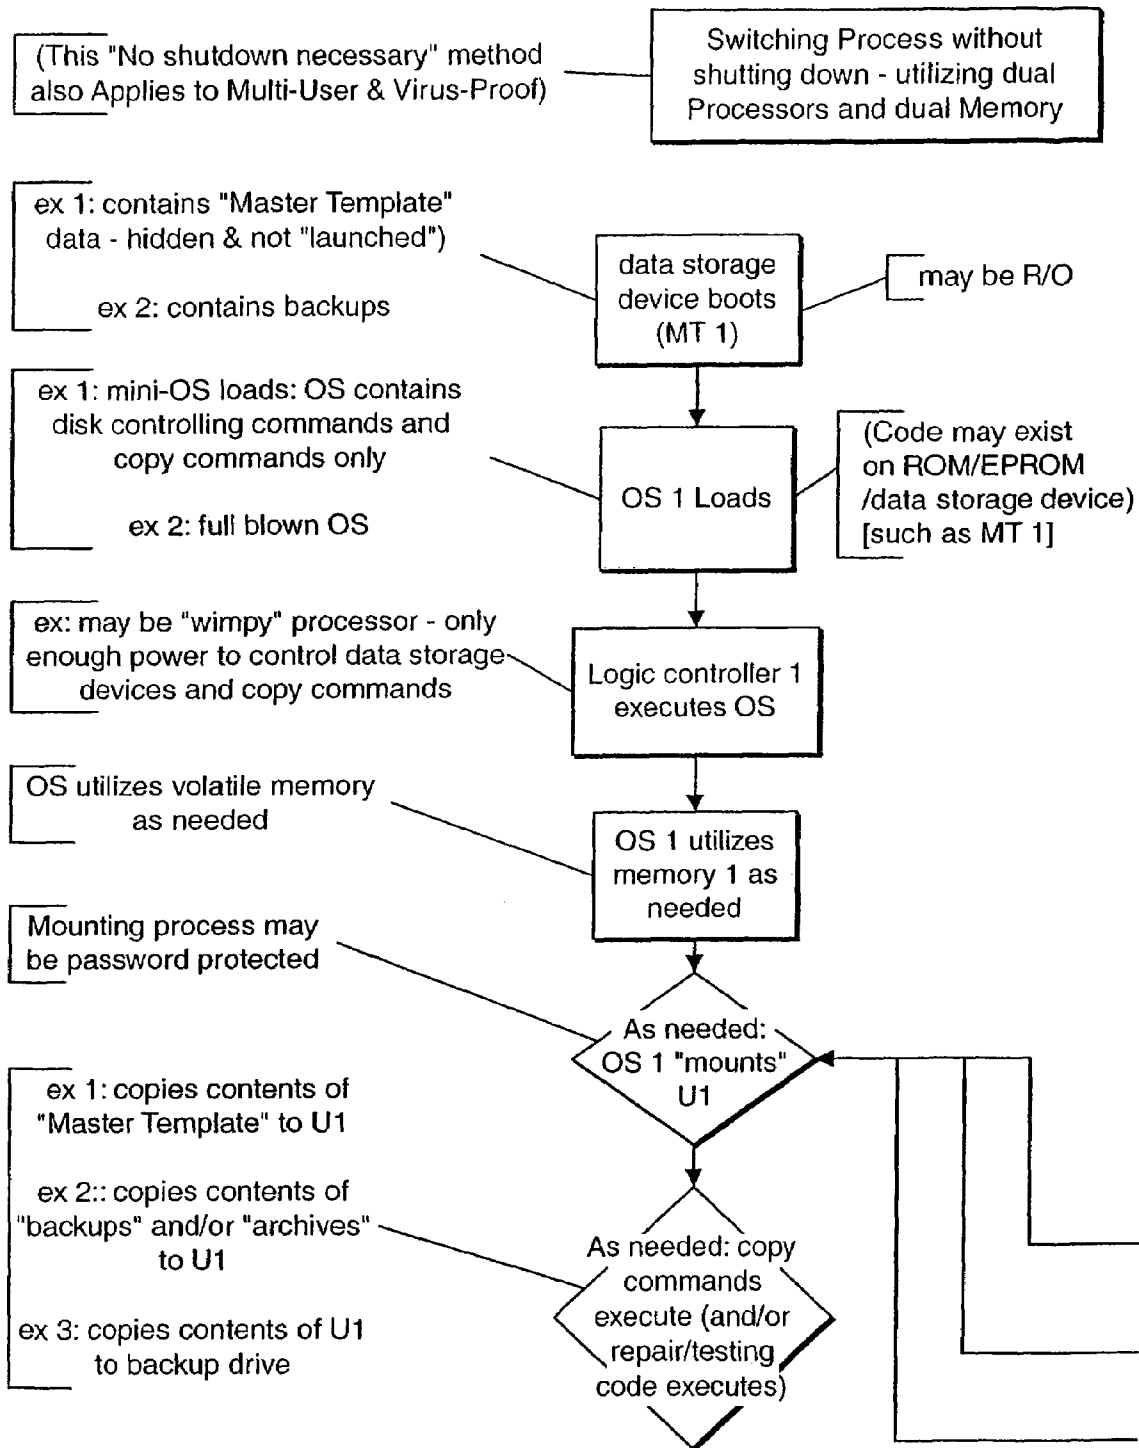 (This "No shutdown necessary" method
also Applies to Multi-User & Virus-Proof)
Switching Process without
shutting down - utilizing dual
Processors and dual Memory
ex 1: contains "Master Template"
data - hidden & not "launched")
ex 2: contains backups
data storage
device boots
(MT 1)
may be R/O
ex 1: mini-OS loads: OS contains
disk controlling commands and
copy commands only
ex 2: full blown OS
OS 1 Loads
(Code may exist
on ROM/EPROM
/data storage device)
[such as MT 1]
ex: may be "wimpy" processor - only
enough power to control data storage
devices and copy commands
Logic controller 1
executes OS
OS utilizes volatile memory
as needed
OS 1 utilizes
memory 1 as
needed
Mounting process may
be password protected
As needed:
OS 1 "mounts"
U1
ex 1: copies contents of
"Master Template" to U1
ex 2:: copies contents of
"backups" and/or "archives"
to U1
ex 3: copies contents of U1
to backup drive
As needed: copy
commands
execute (and/or
repair/testing
code executes)